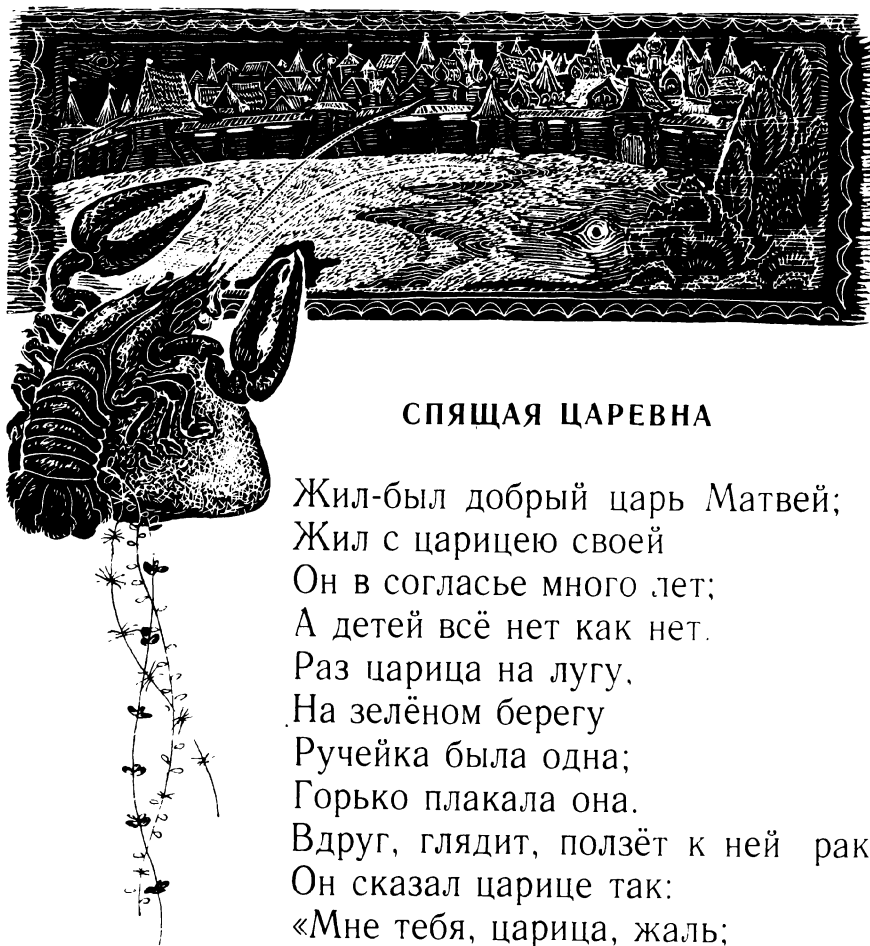 СПЯЩАЯ ЦАРЕВНА
Жил-был добрый царь Матвей;
Жил с царицею своей
Он в согласье много лет;
А детей всё нет как нет.
Раз царица на лугу,
На зелёном берегу
Ручейка была одна;
Горько плакала она.
Вдруг, глядит, ползёт к ней рак
Он сказал царице так:
«Мне тебя, царица, жаль;